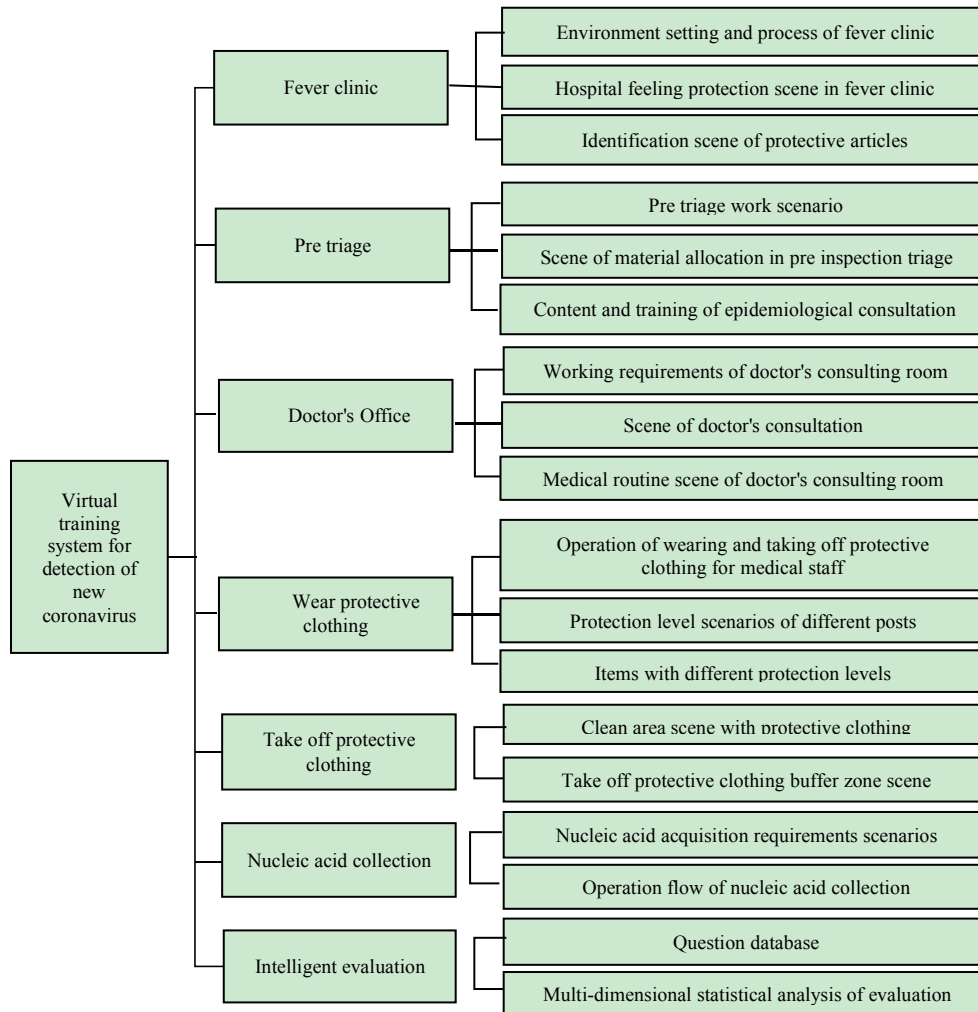 Environment setting and process of fever clinic
Fever clinic
Hospital feeling protection scene in fever clinic
Identification scene of protective articles
Pre triage work scenario
Pre triage
Scene of material allocation in pre inspection triage
Content and training of epidemiological consultation
Working requirements of doctor's consulting room
Doctor's Office
Scene of doctor's consultation
Medical routine scene of doctor's consulting room
Virtual
training
system for
detection of
new
coronavirus
Operation of wearing and taking off protective
clothing for medical staff
Wear protective
clothing
Protection level scenarios of different posts
Items with different protection levels
Take off protective
clothing
Clean area scene with protective clothing
Take off protective clothing buffer zone scene
Nucleic acid collection
Nucleic acid acquisition requirements scenarios
Operation flow of nucleic acid collection
Intelligent evaluation
Question database
Multi-dimensional statistical analysis of evaluation